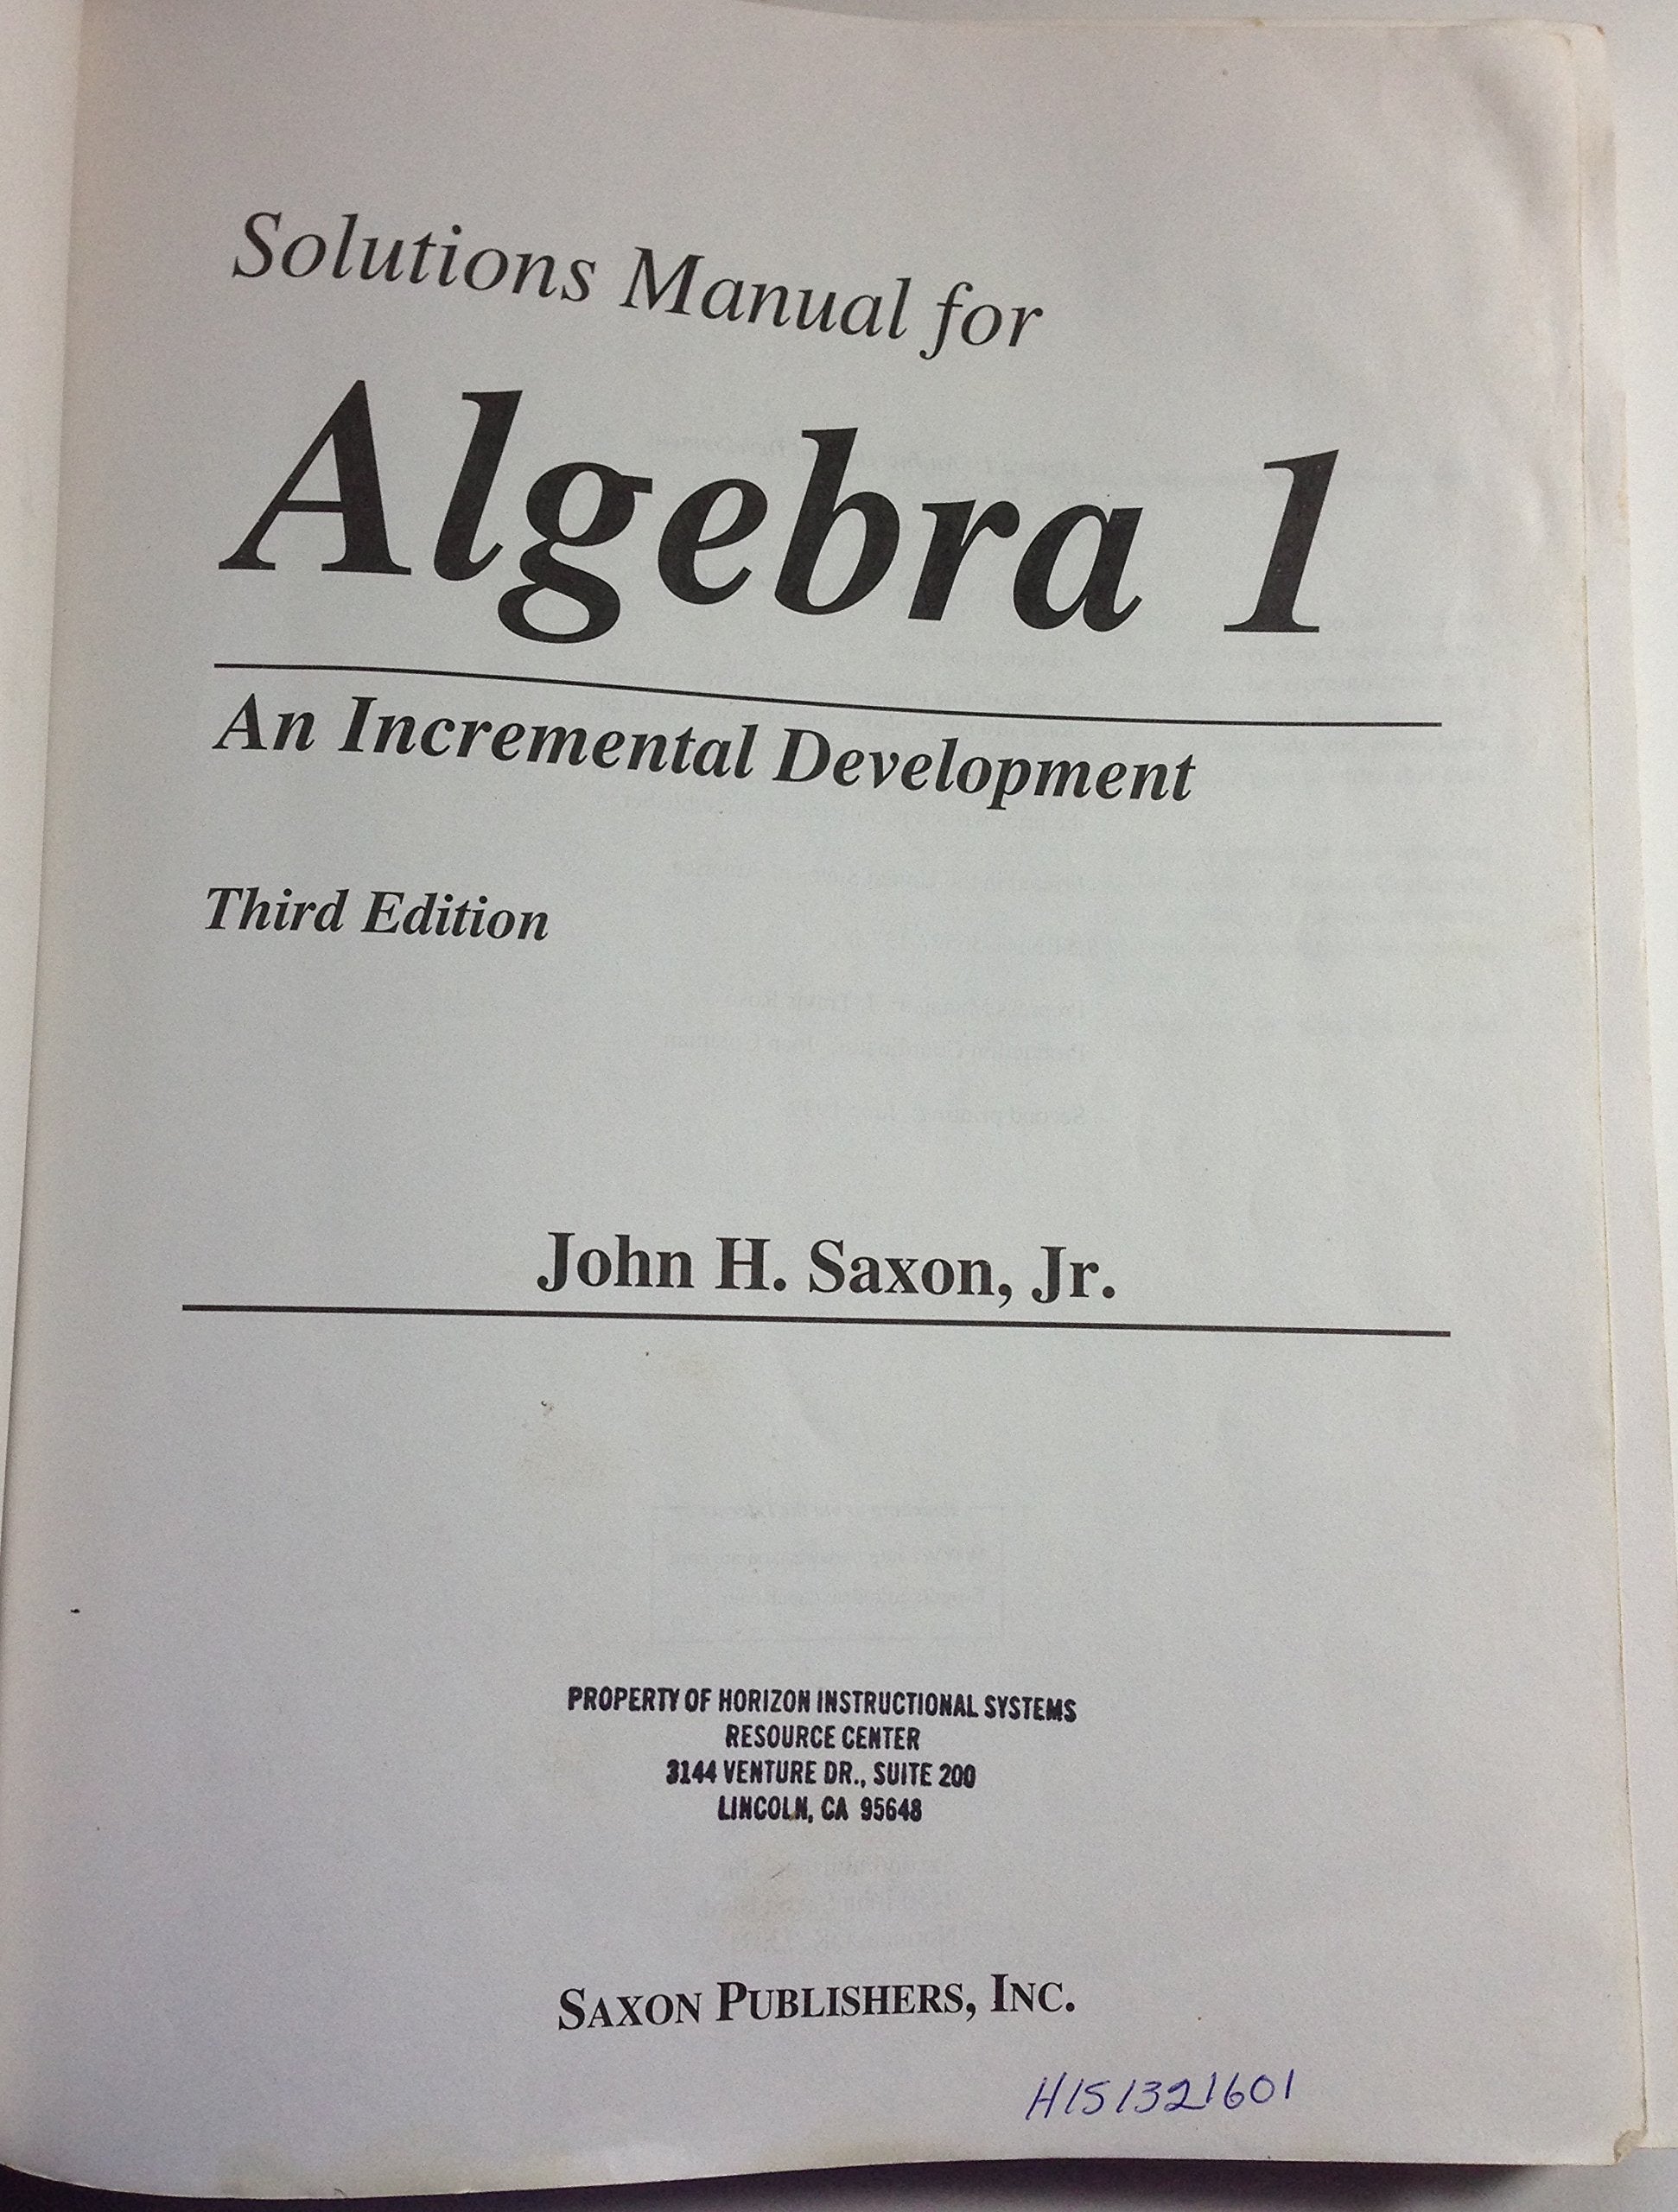 Solutions Manual for
Algebra 1
An Incremental Development
Third Edition
John H. Saxon, Jr.
PROPERTY OF HORIZON INSTRUCTIONAL SYSTEMS
RESOURCE CENTER
3144 VENTURE DR., SUITE 200
LINCOLN, CA 95648
SAXON PUBLISHERS, INC.
HIS1321601